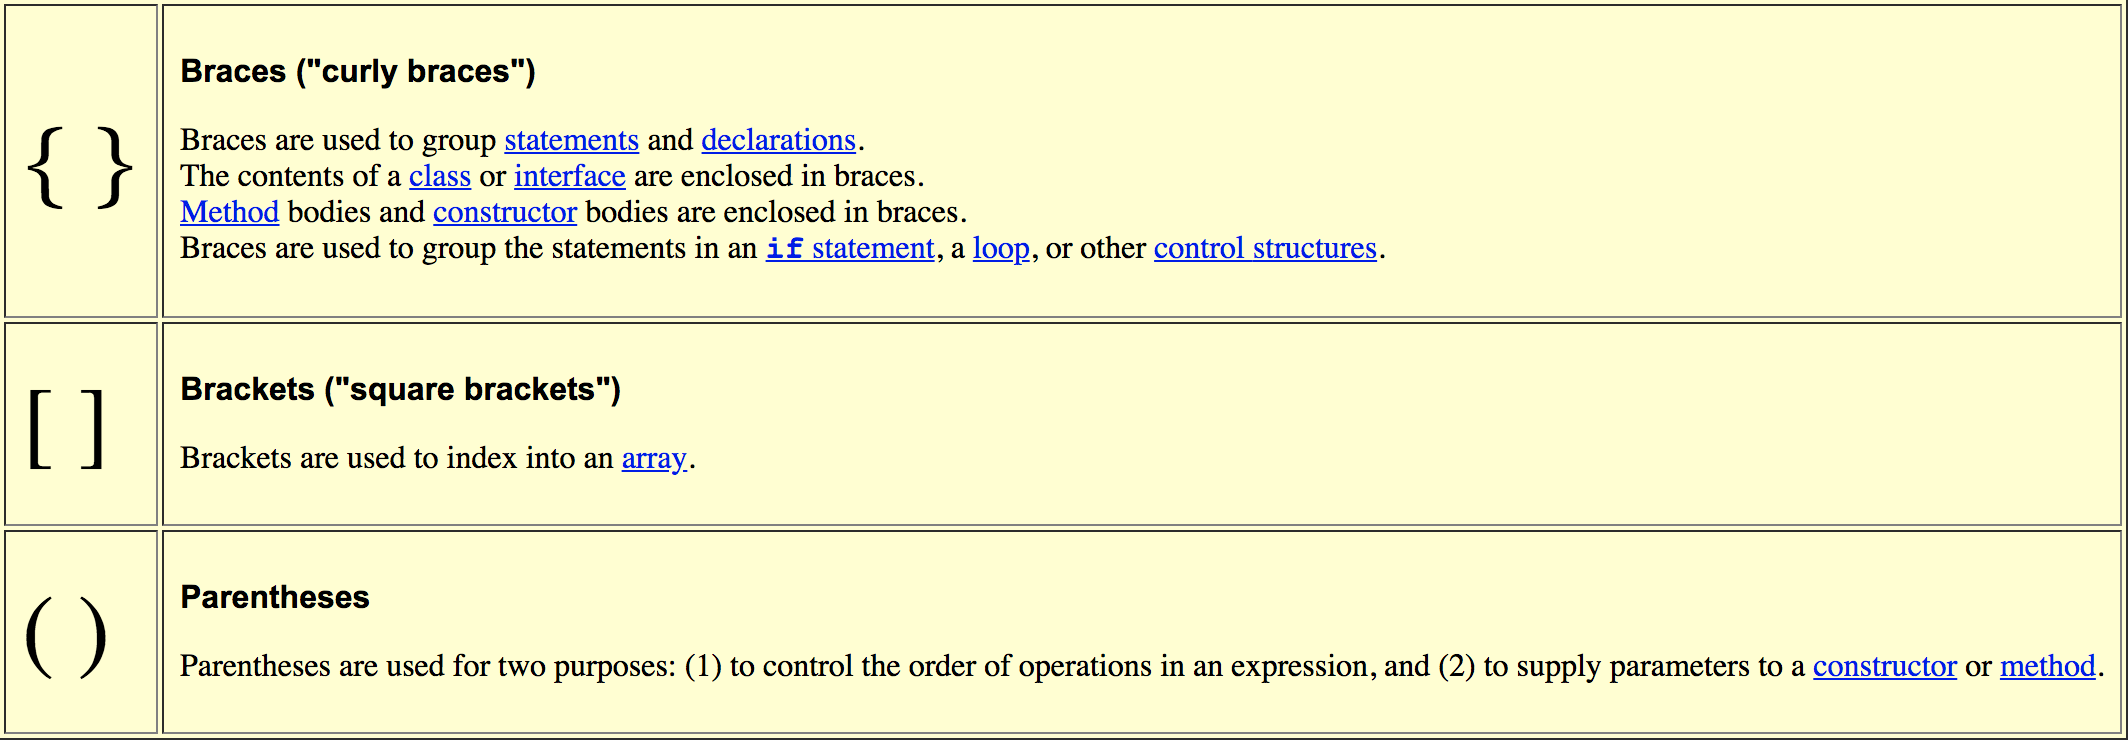 { }
Braces ("curly braces")
Braces are used to group statements and declarations.
The contents of a class or interface are enclosed in braces.
Method bodies and constructor bodies are enclosed in braces.
Braces are used to group the statements in an if statement, a loop, or other control structures.
[ ]
Brackets ("square brackets")
Brackets are used to index into an array.
( )
Parentheses
Parentheses are used for two purposes: (1) to control the order of operations in an expression, and (2) to supply parameters to a constructor or method.